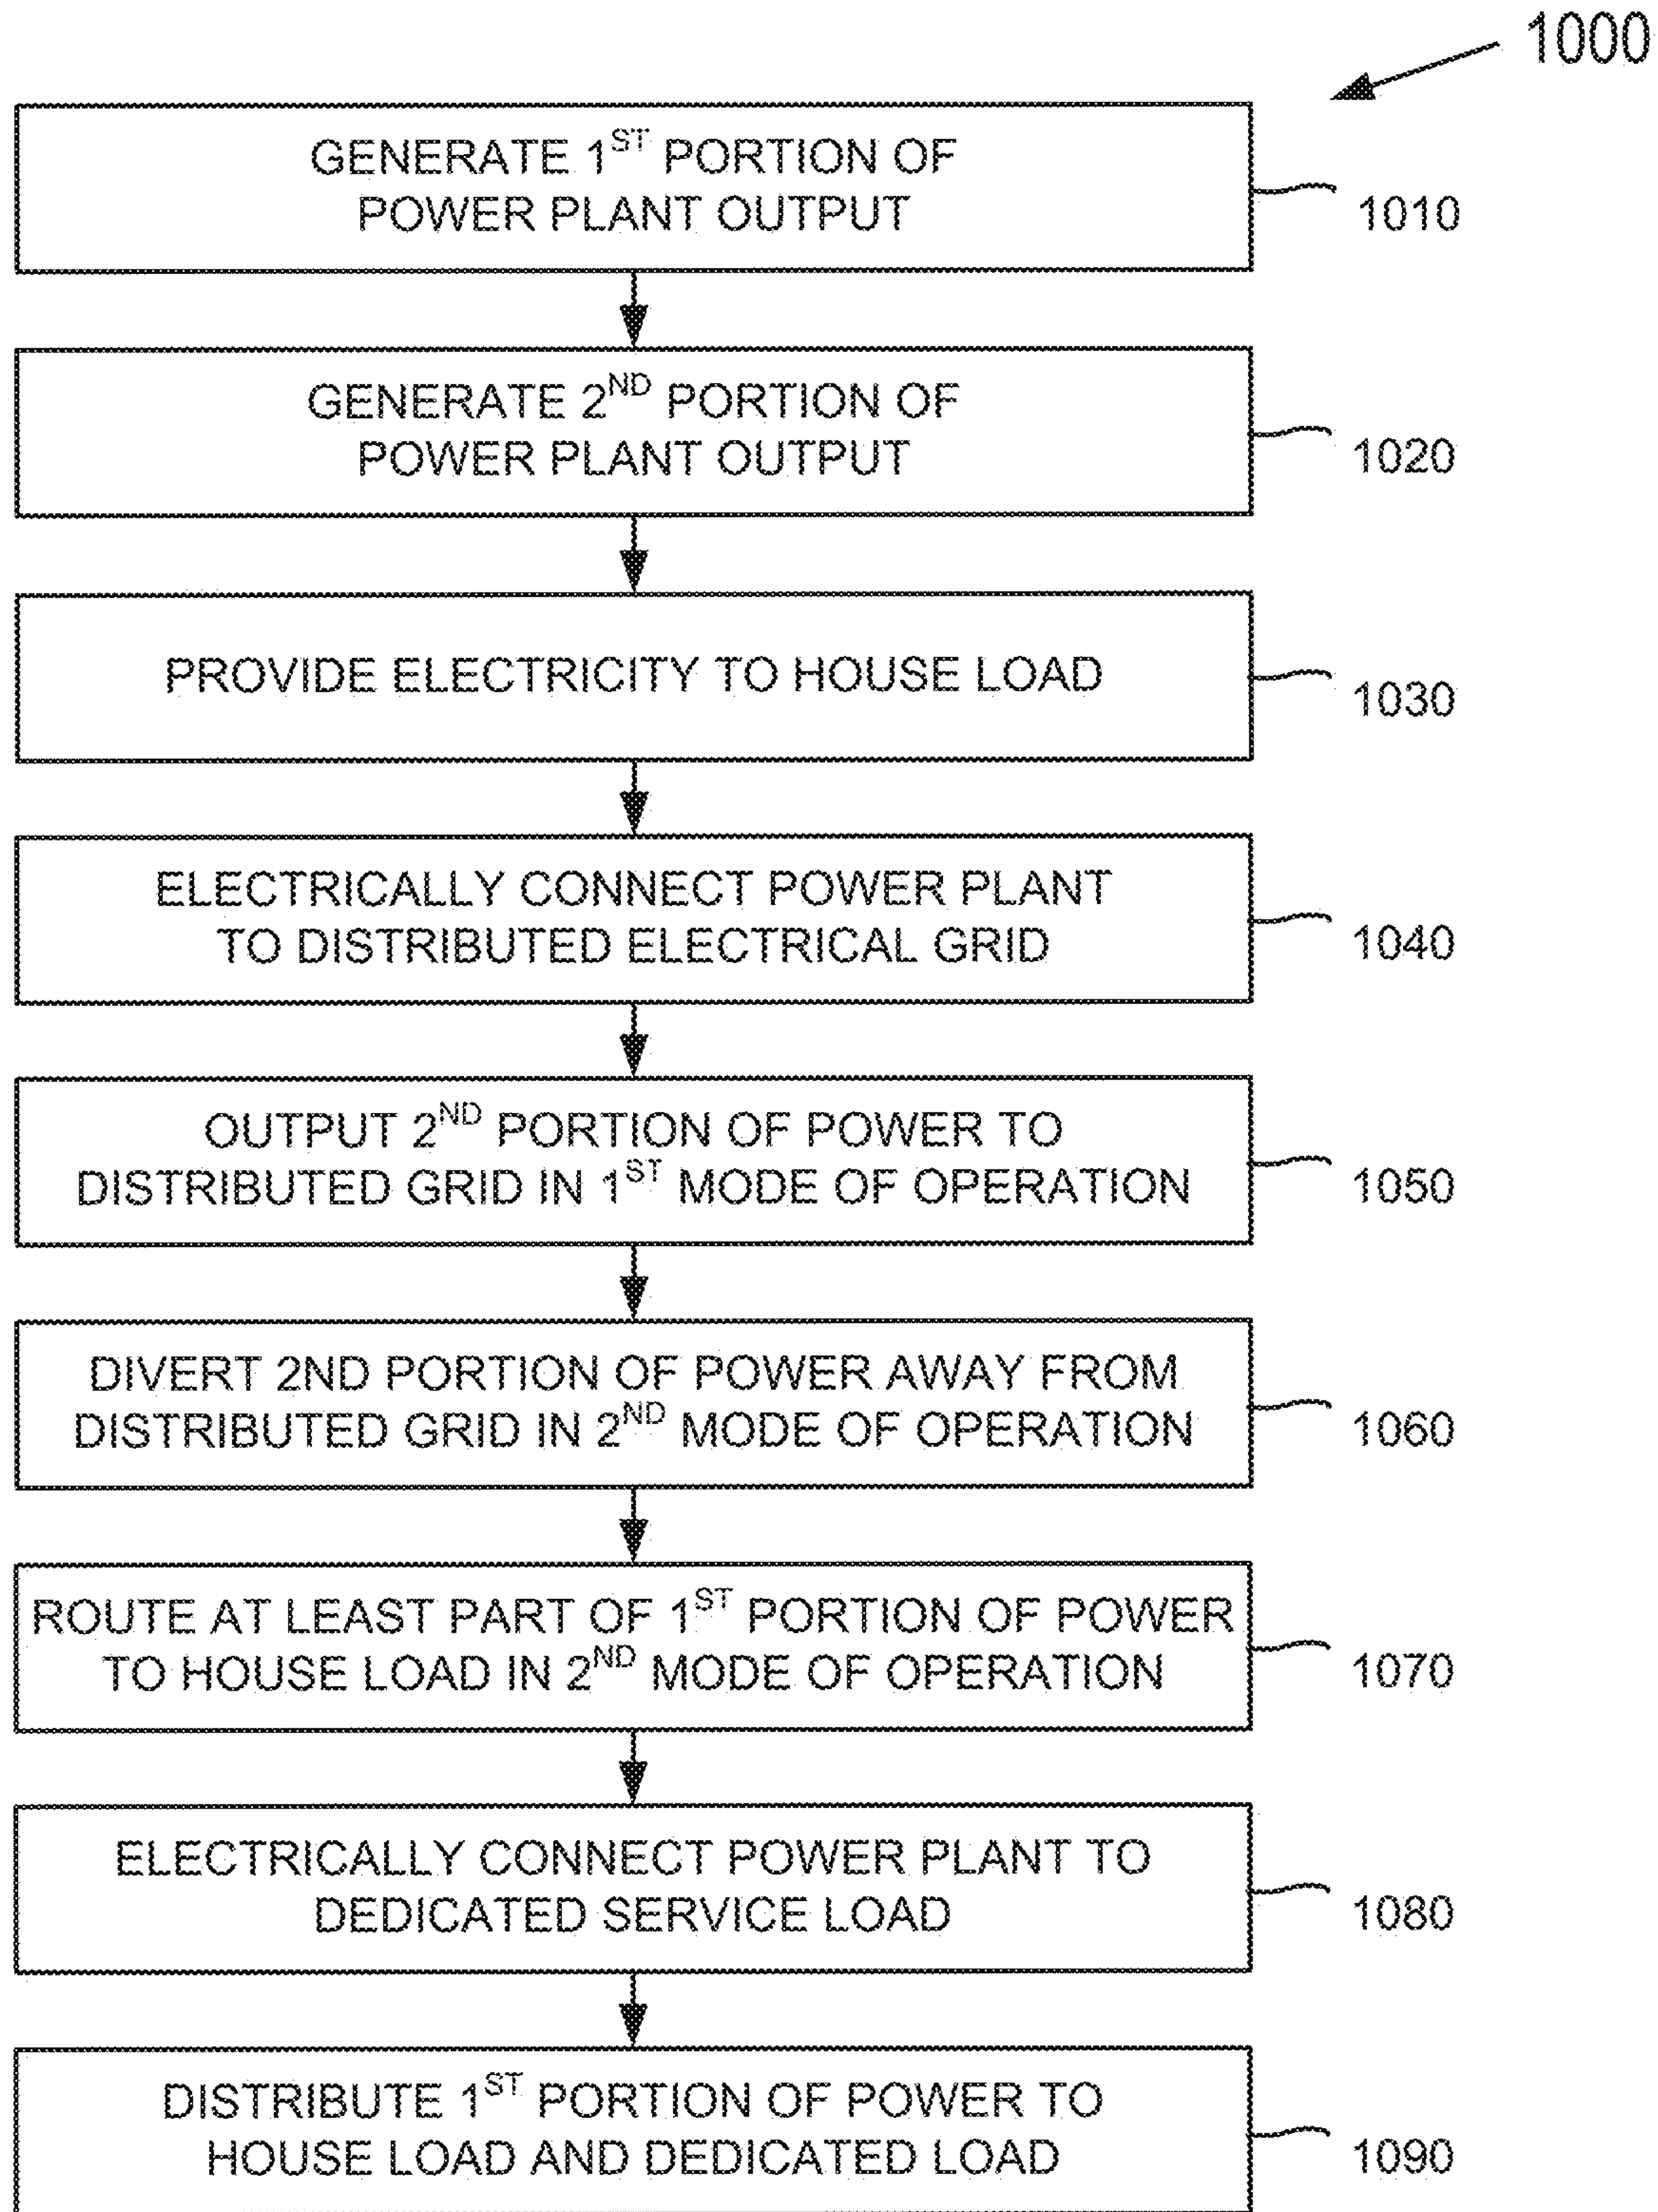 1000
GENERATE 1ST PORTION OF
POWER PLANT OUTPUT
1010
GENERATE 2ND PORTION OF
POWER PLANT OUTPUT
1020
PROVIDE ELECTRICITY TO HOUSE LOAD
1030
ELECTRICALLY CONNECT POWER PLANT
TO DISTRIBUTED ELECTRICAL GRID
1040
OUTPUT 2ND PORTION OF POWER TO
DISTRIBUTED GRID IN 1ST MODE OF OPERATION
1050
DIVERT 2ND PORTION OF POWER AWAY FROM
DISTRIBUTED GRID IN 2ND MODE OF OPERATION
1060
ROUTE AT LEAST PART OF 1ST PORTION OF POWER
TO HOUSE LOAD IN 2ND MODE OF OPERATION
1070
ELECTRICALLY CONNECT POWER PLANT TO
DEDICATED SERVICE LOAD
1080
DISTRIBUTE 1ST PORTION OF POWER TO
HOUSE LOAD AND DEDICATED LOAD
1090